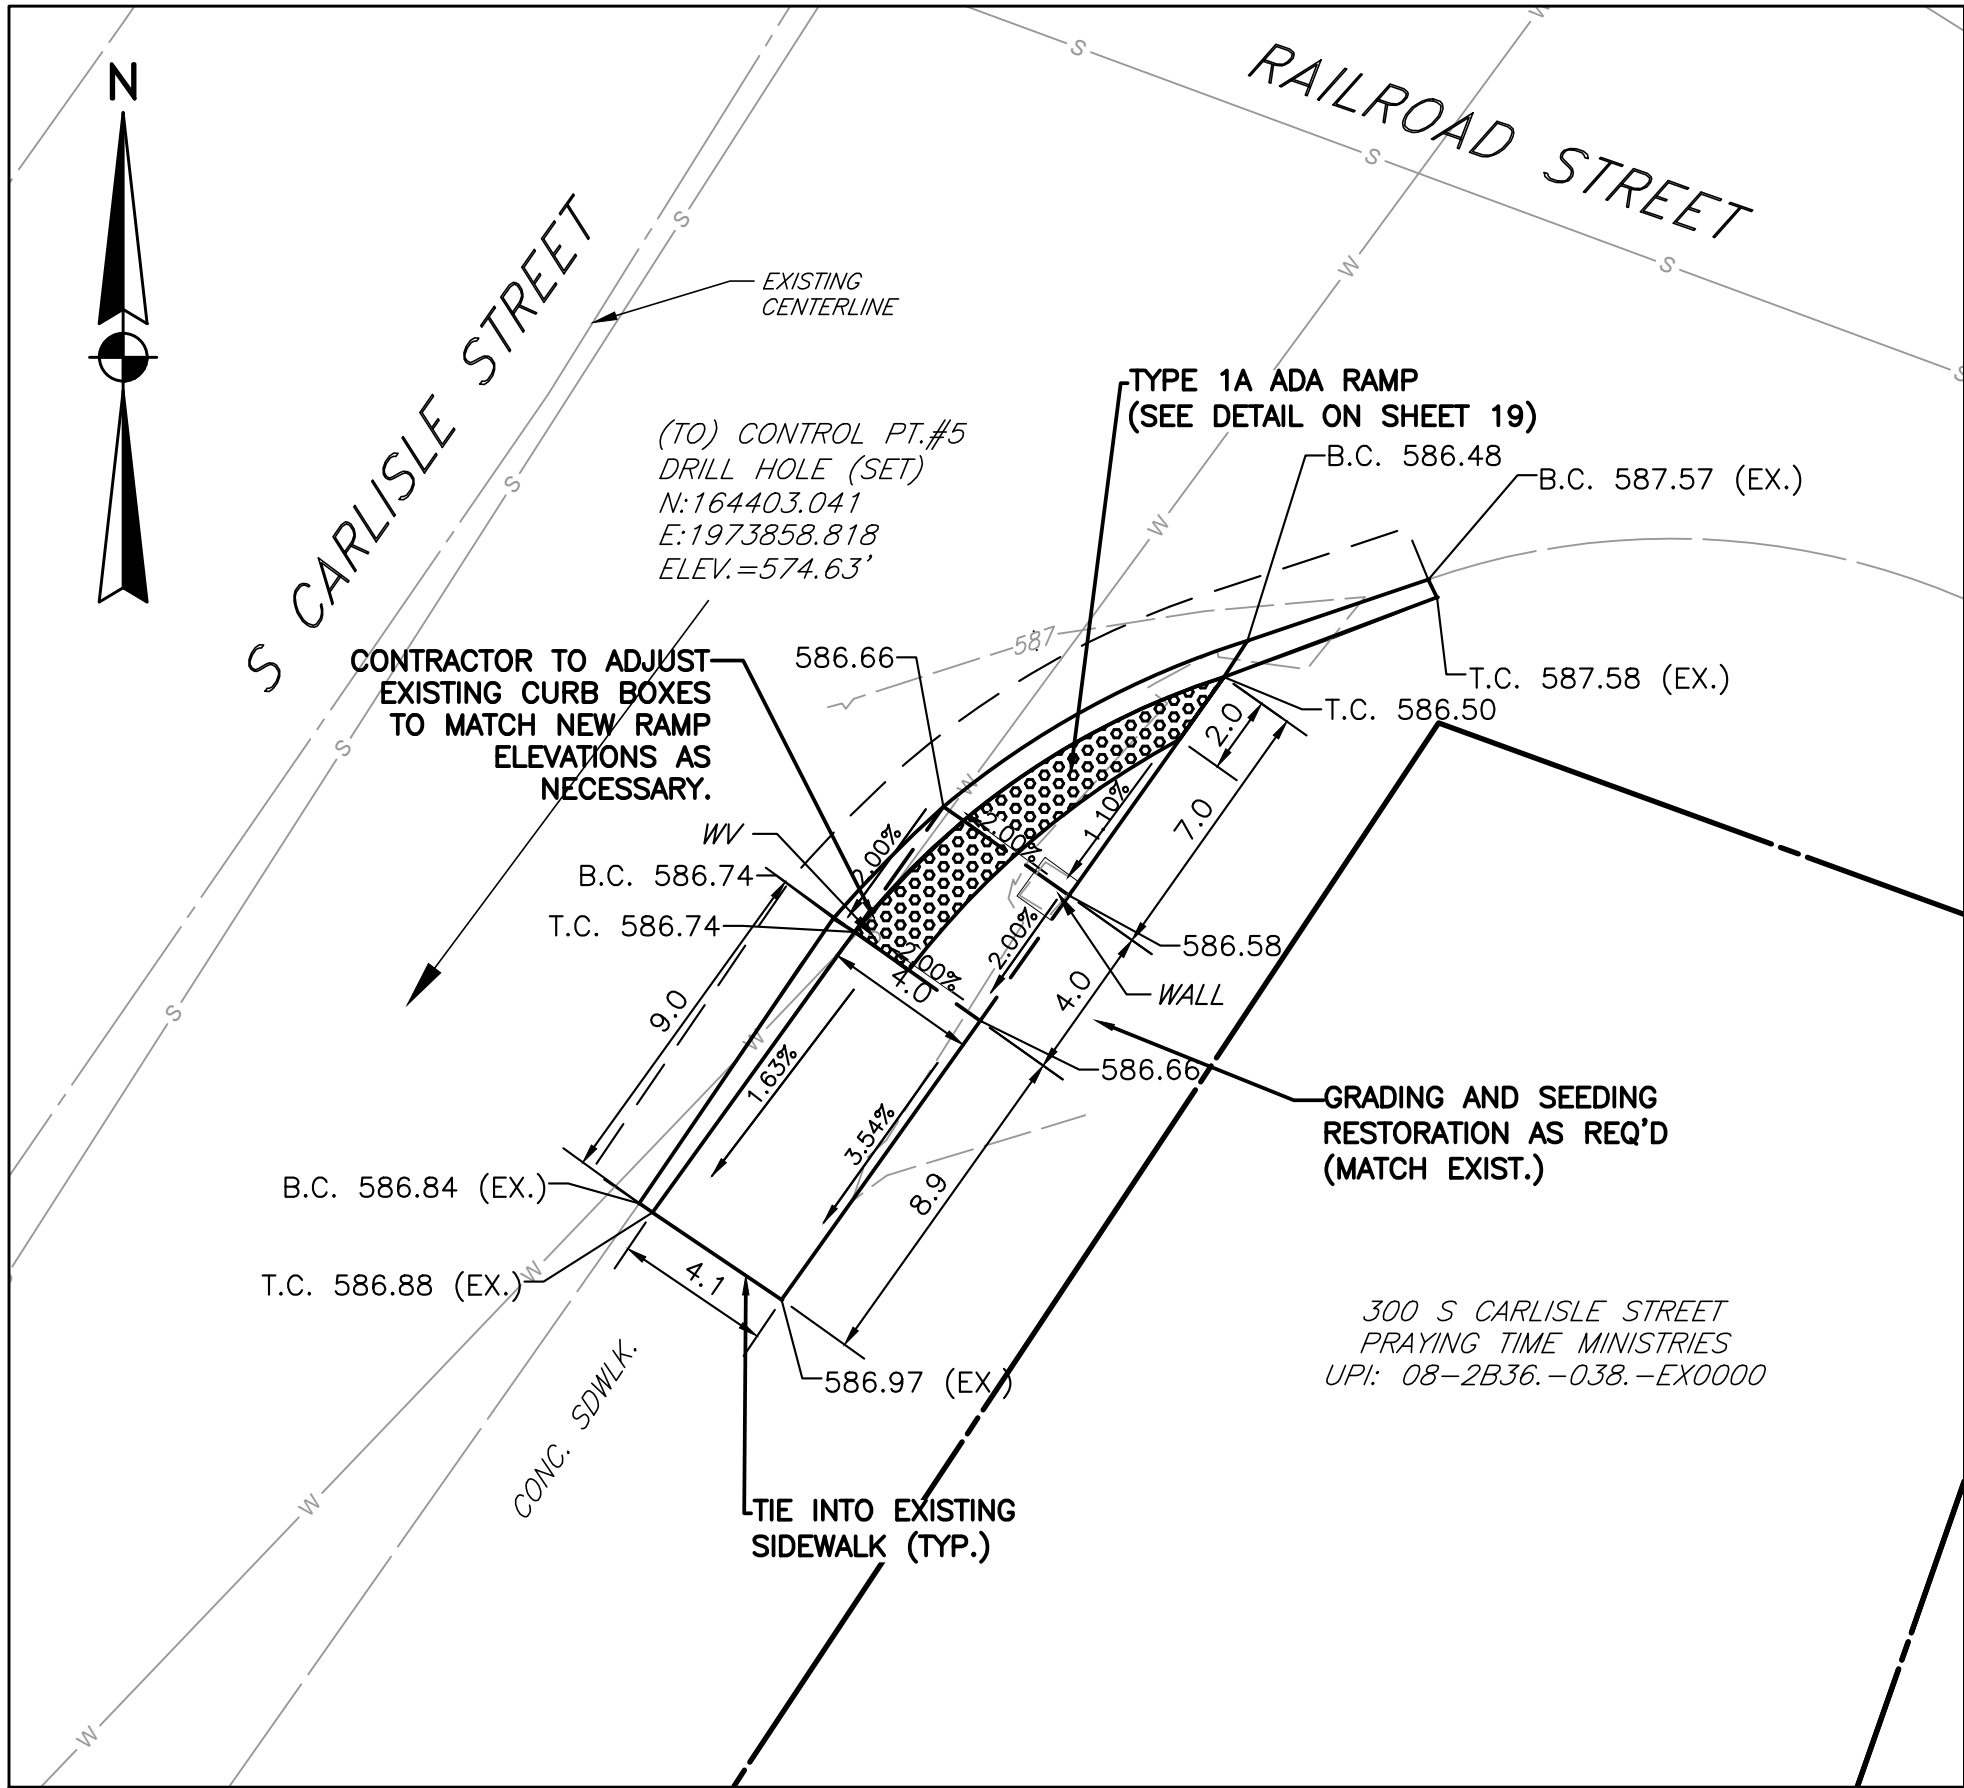 N
RAILROAD STREET
S CARLISLE STREET
EXISTING
CENTERLINE
TYPE 1A ADA RAMP
(SEE DETAIL ON SHEET 19)
(TO) CONTROL PT.#5
DRILL HOLE (SET)
N:164403.041
E:1973858.818
ELEV.=574.63'
B.C. 586.48
B.C. 587.57 (EX.)
587
CONTRACTOR TO ADJUST
EXISTING CURB BOXES
TO MATCH NEW RAMP
ELEVATIONS AS
NECESSARY.
586.66
T.C. 587.58 (EX.)
T.C. 586.50
2.0
7.0
1.10%
2.00%
2.00%
WV
B.C. 586.74
T.C. 586.74
2.00%
2.00%
4.0
586.58
WALL
4.0
9.0
1.63%
3.54%
586.66
GRADING AND SEEDING
RESTORATION AS REQ'D
(MATCH EXIST.)
8.9
B.C. 586.84 (EX.)
T.C. 586.88 (EX.)
4.1
586.97 (EX.)
300 S CARLISLE STREET
PRAYING TIME MINISTRIES
UPI: 08-2B36.-038.-EX0000
CONC. SDWLK.
TIE INTO EXISTING
SIDEWALK (TYP.)
S
S
S
S
S
S
S
S
S
W
W
W
W
W
W
W
W